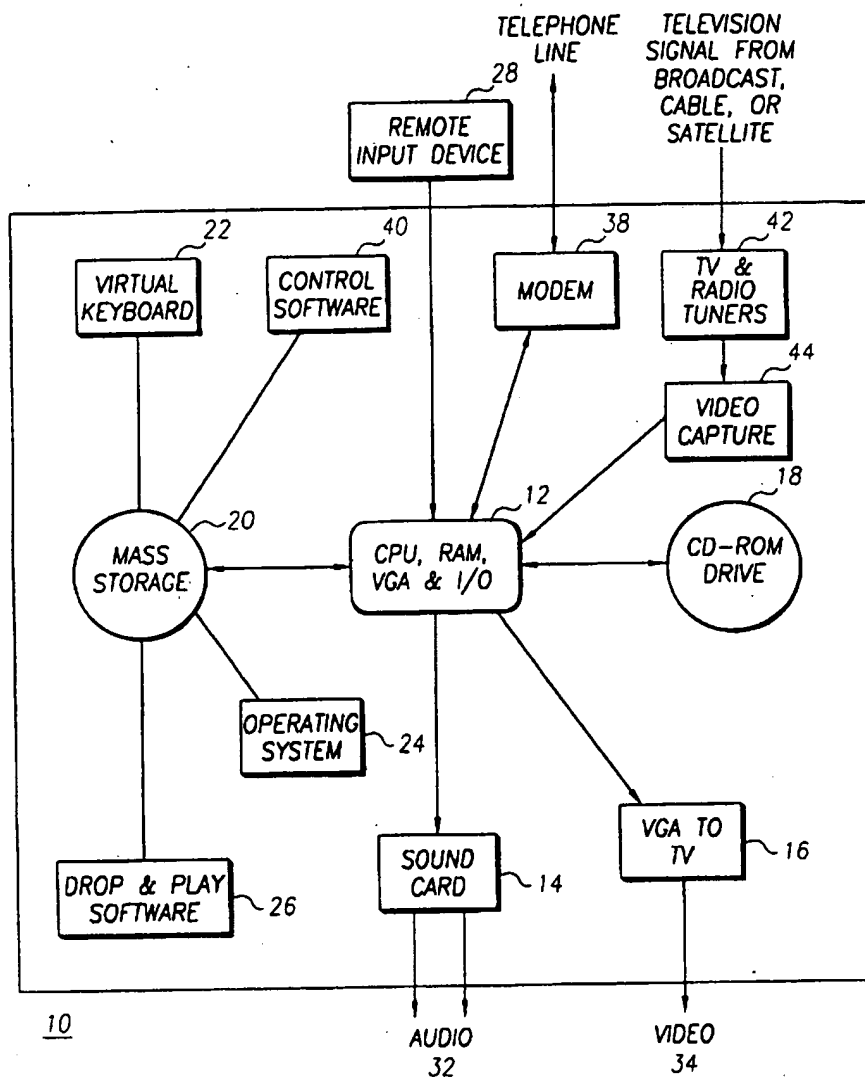 TELEPHONE
LINE
TELEVISION
SIGNAL FROM
BROADCAST,
CABLE, OR
SATELLITE
28
REMOTE
INPUT DEVICE
22
VIRTUAL
KEYBOARD
40
CONTROL
SOFTWARE
38
MODEM
42
TV &
RADIO
TUNERS
44
VIDEO
CAPTURE
20
MASS
STORAGE
12
CPU, RAM,
VGA & I/O
18
CD-ROM
DRIVE
OPERATING
SYSTEM
24
DROP & PLAY
SOFTWARE
26
SOUND
CARD
14
VGA TO
TV
16
10
AUDIO
32
VIDEO
34